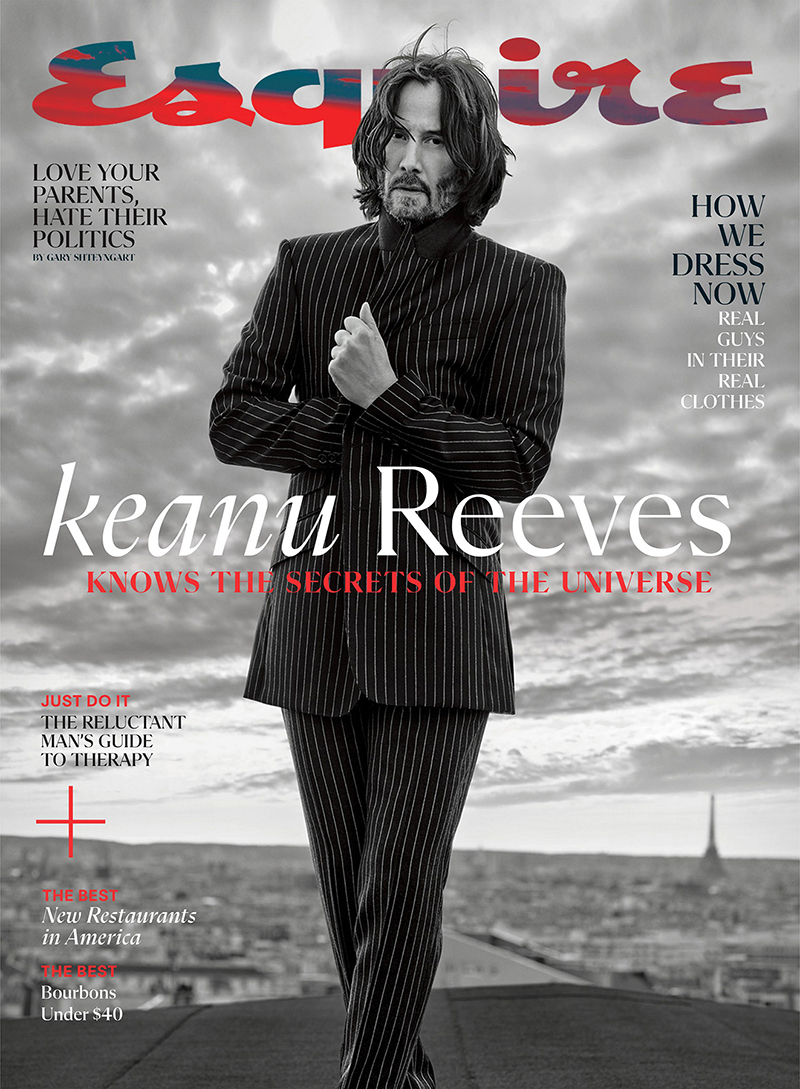 Esquire
LOVE YOUR
PARENTS,
HATE THEIR
POLITICS
BY GARY SHTEYNGART
HOW
WE
DRESS
NOW
REAL
GUYS
IN THEIR
REAL
CLOTHES
keanu Reeves
KNOWS THE SECRETS OF THE UNIVERSE
JUST DO IT
THE RELUCTANT
MAN'S GUIDE
TO THERAPY
+
THE BEST
New Restaurants
in America
THE BEST
Bourbons
Under $40